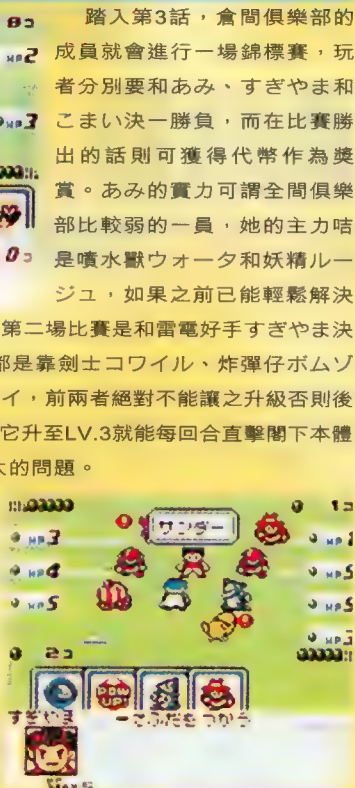 踏入第3話，倉間俱樂部的
成員就會進行一場錦標賽，玩
者分別要和あみ、すぎやま和
こまい決一勝負，而在比賽勝
出的話則可獲得代幣作為獎
賞。あみ的實力可謂全間俱樂
部比較弱的一員，她的主力咭
是噴水獸ウォータ和妖精ルー
ジュ，如果之前已能輕鬆解決
第二場比賽是和雷電好手すぎやま決
都是靠劍士コワイル、炸彈仔ボムゾ
イ，前兩者絕對不能讓之升級否則後
它升至LV.3就能每回合直擊閣下本體
大的問題。
サンダー
HP3
HP4
HP5
HP5
HP5
POW UP!
すぎやま
てふだをつかう